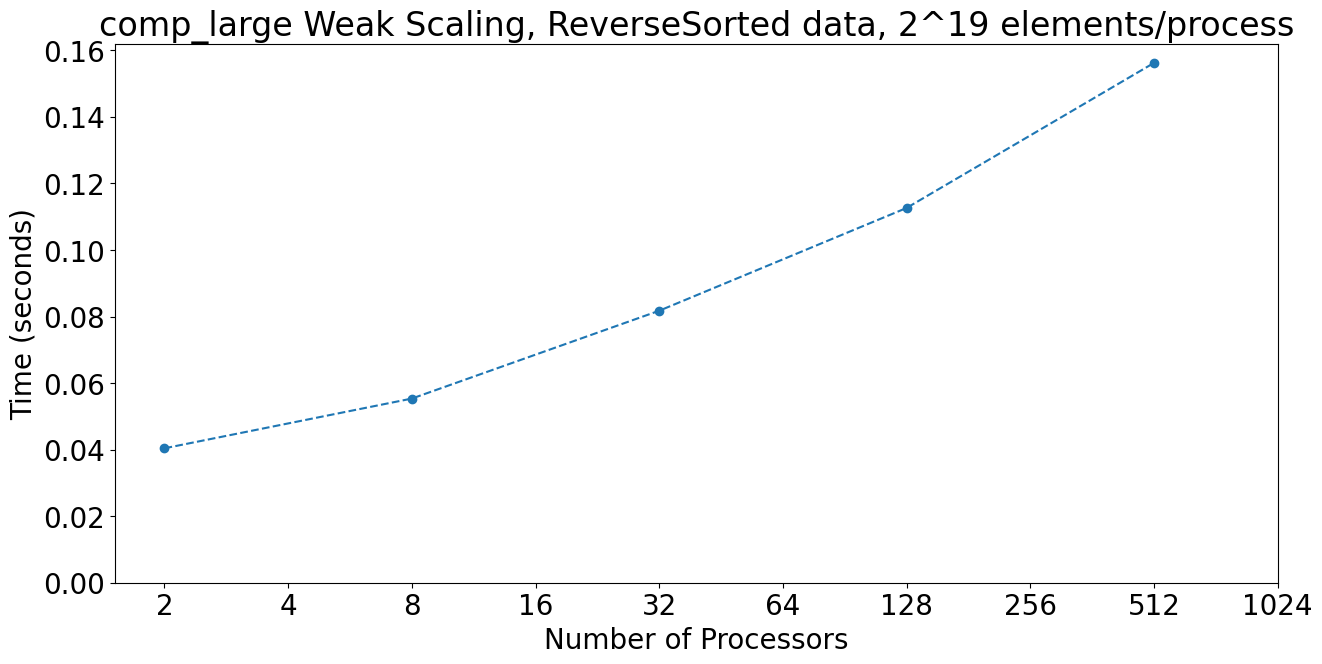 comp_large Weak Scaling, ReverseSorted data, 2^19 elements/process
0.16
0.14
0.12
0.10
0.08
0.06
0.04
0.02
0.00
Time (seconds)
2 4 8 16 32 64 128 256 512 1024
Number of Processors